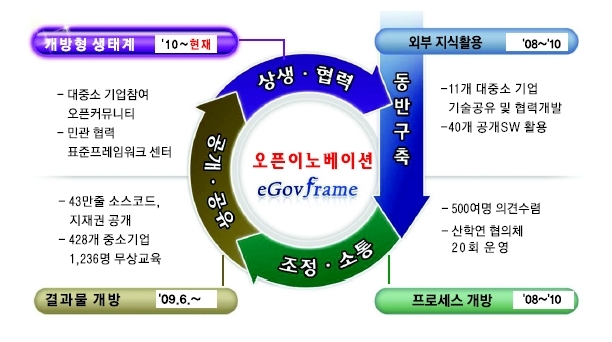 개방형 생태계
'10~현재
외부 지식활용
'08~'10
- 대중소 기업참여
오픈커뮤니티
- 민관 협력
표준프레임워크 센터
- 11개 대중소 기업
기술공유 및 협력개발
- 40개 공개SW 활용
상생·협력
동반구축
조정·소통
공개·공유
오픈이노베이션
eGovframe
- 43만줄 소스코드,
지재권 공개
- 428개 중소기업
1,236명 무상교육
- 500여명 의견수렴
- 산학연 협의체
20회 운영
결과물 개방
'09.6.~
프로세스 개방
'08~'10